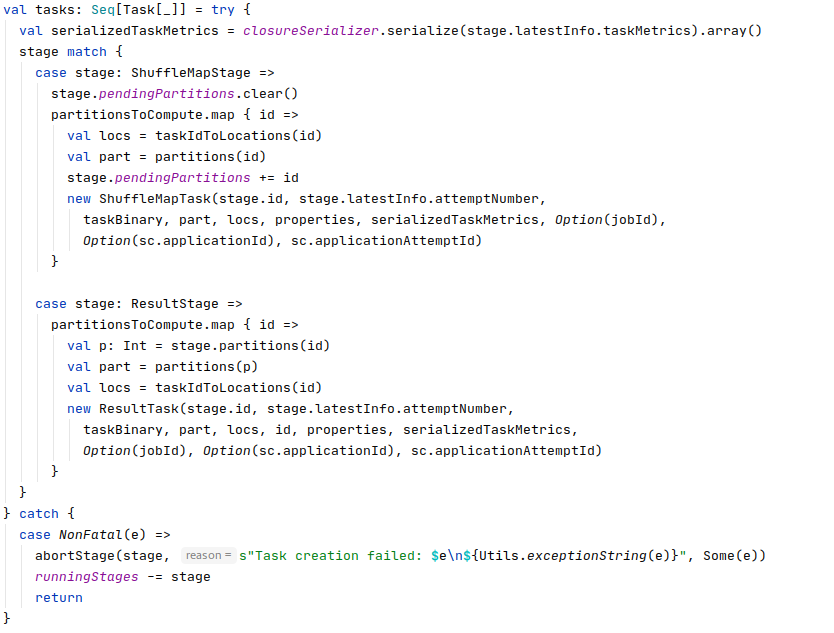 val tasks: Seq[Task[_]] = try {
  val serializedTaskMetrics = closureSerializer.serialize(stage.latestInfo.taskMetrics).array()
  stage match {
    case stage: ShuffleMapStage =>
      stage.pendingPartitions.clear()
      partitionsToCompute.map { id =>
        val locs = taskIdToLocations(id)
        val part = partitions(id)
        stage.pendingPartitions += id
        new ShuffleMapTask(stage.id, stage.latestInfo.attemptNumber,
          taskBinary, part, locs, properties, serializedTaskMetrics, Option(jobId),
          Option(sc.applicationId), sc.applicationAttemptId)
      }

    case stage: ResultStage =>
      partitionsToCompute.map { id =>
        val p: Int = stage.partitions(id)
        val part = partitions(p)
        val locs = taskIdToLocations(id)
        new ResultTask(stage.id, stage.latestInfo.attemptNumber,
          taskBinary, part, locs, id, properties, serializedTaskMetrics,
          Option(jobId), Option(sc.applicationId), sc.applicationAttemptId)
      }
  }
} catch {
  case NonFatal(e) =>
    abortStage(stage, reason = s"Task creation failed: $e\n${Utils.exceptionString(e)}", Some(e))
    runningStages -= stage
    return
}